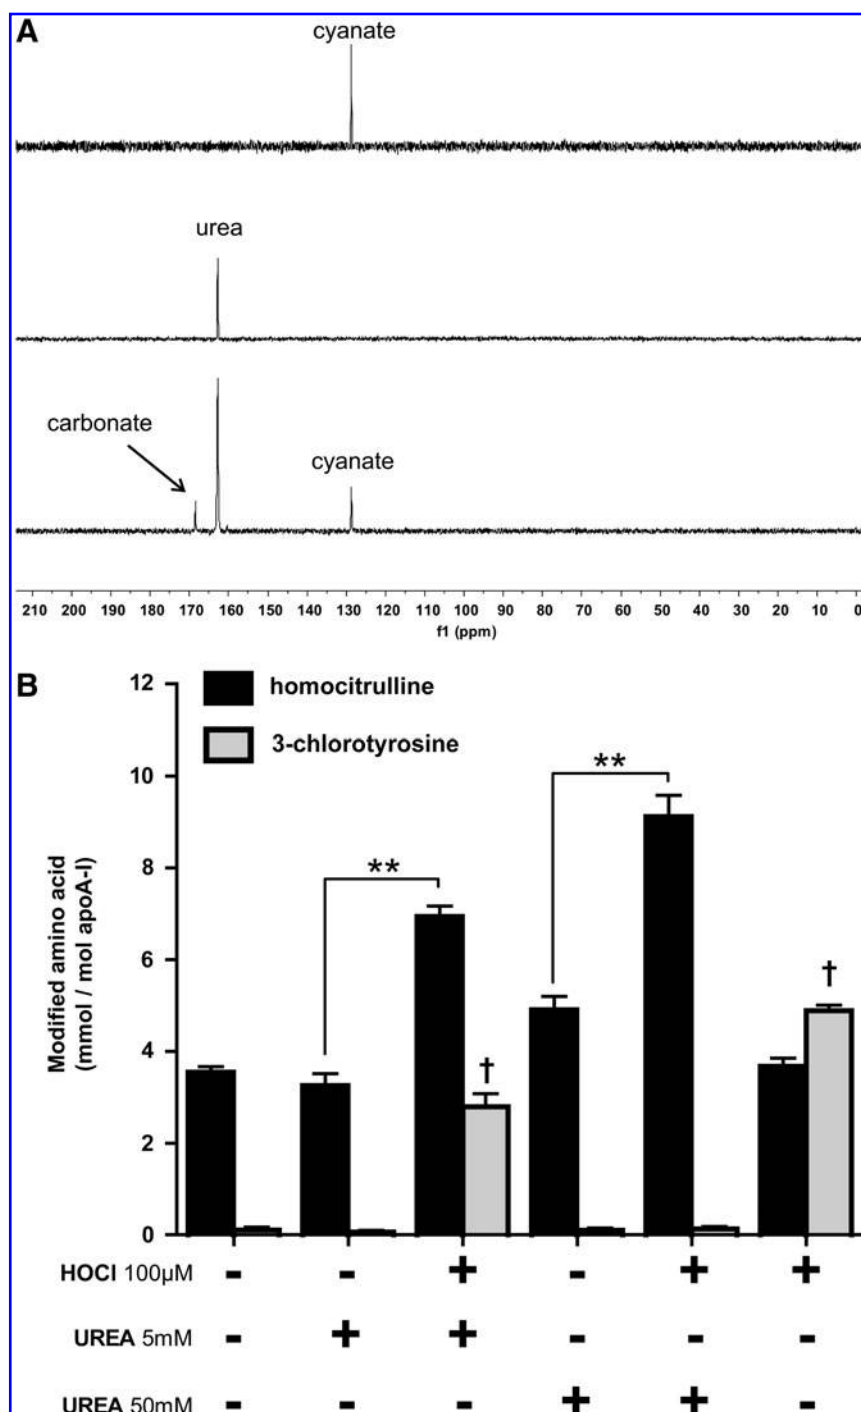 A
cyanate
urea
carbonate
cyanate
210 200 190 180 170 160 150 140 130 120 110 100 90 80 70 60 50 40 30 20 10 0
f1 (ppm)
B
homocitrulline
3-chlorotyrosine
Modified amino acid
(mmol / mol apoA-I)
12
10
8
6
4
2
0
**
**
†
†
HOCl 100µM - - + - + +
UREA 5mM - + + - - -
UREA 50mM - - - + + -